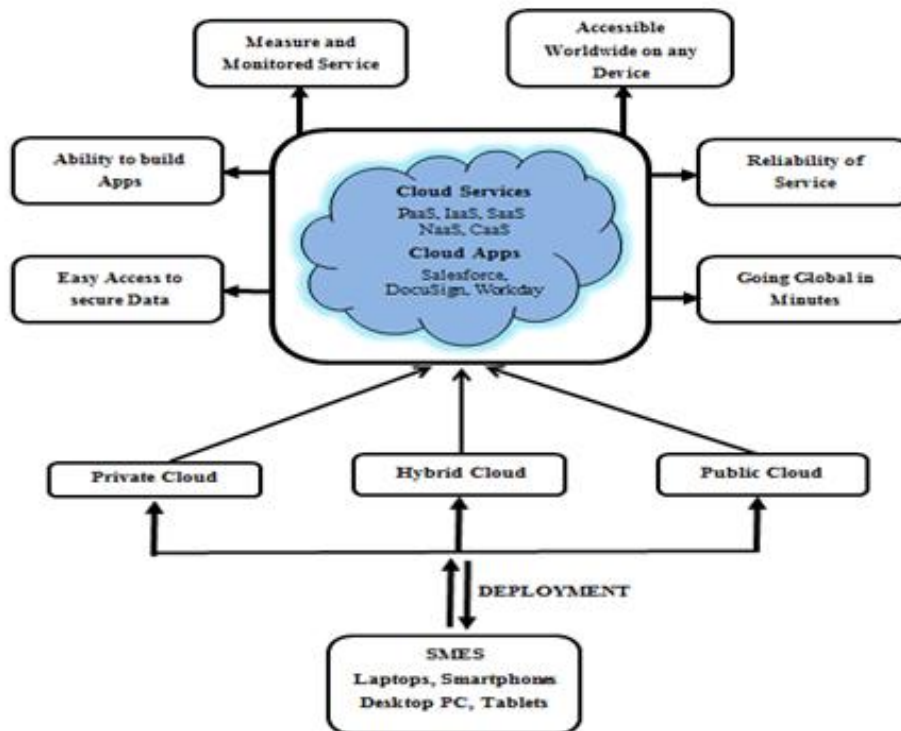 Measure and
Monitored Service
Accessible
Worldwide on any
Device
Ability to build
Apps
Reliability of
Service
Cloud Services
PaaS, IaaS, SaaS
NaaS, CaaS
Cloud Apps
Salesforce,
DocuSign, Workday
Easy Access to
secure Data
Going Global in
Minutes
Private Cloud
Hybrid Cloud
Public Cloud
DEPLOYMENT
SMES
Laptops, Smartphones
Desktop PC, Tablets